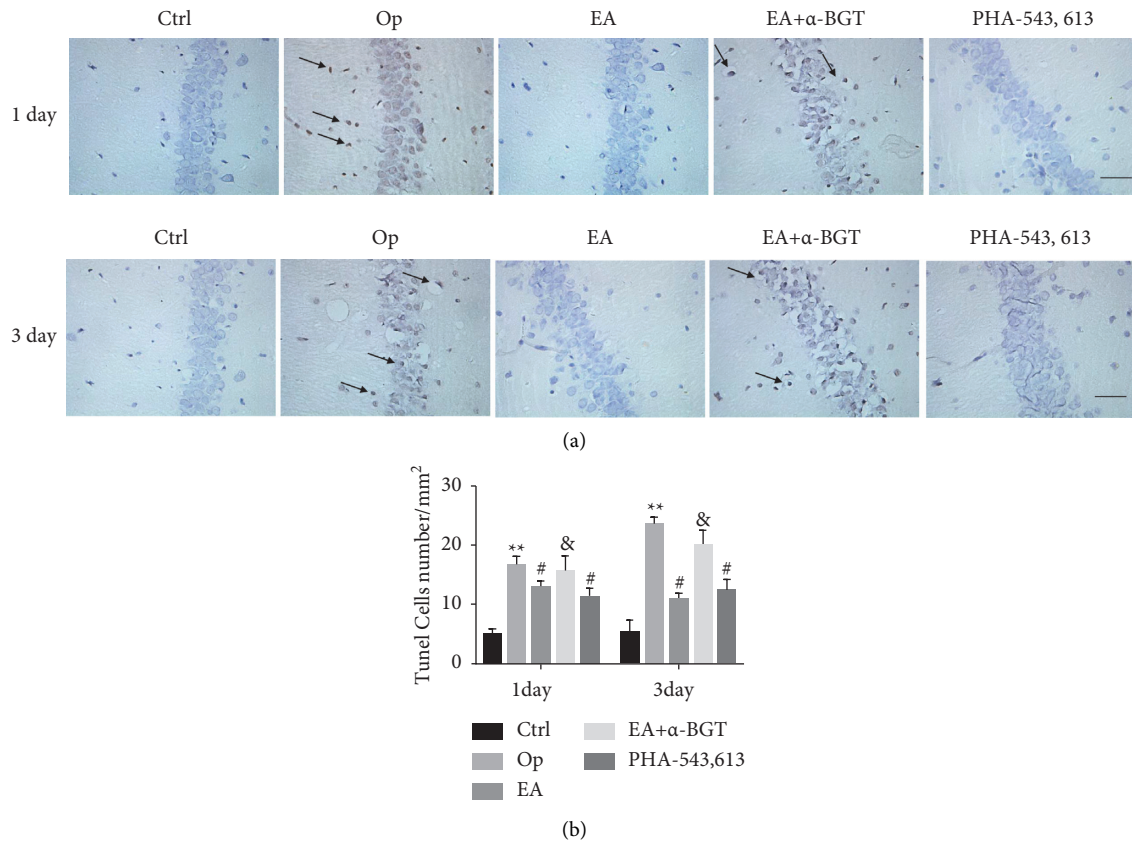 Ctrl Op EA EA+α-BGT PHA-543, 613
1 day
Ctrl Op EA EA+α-BGT PHA-543, 613
3 day
(a)
Tunel Cells number/mm²
30
20
10
0
** # & #
** # & #
1day 3day
Ctrl EA+α-BGT
Op PHA-543,613
EA
(b)